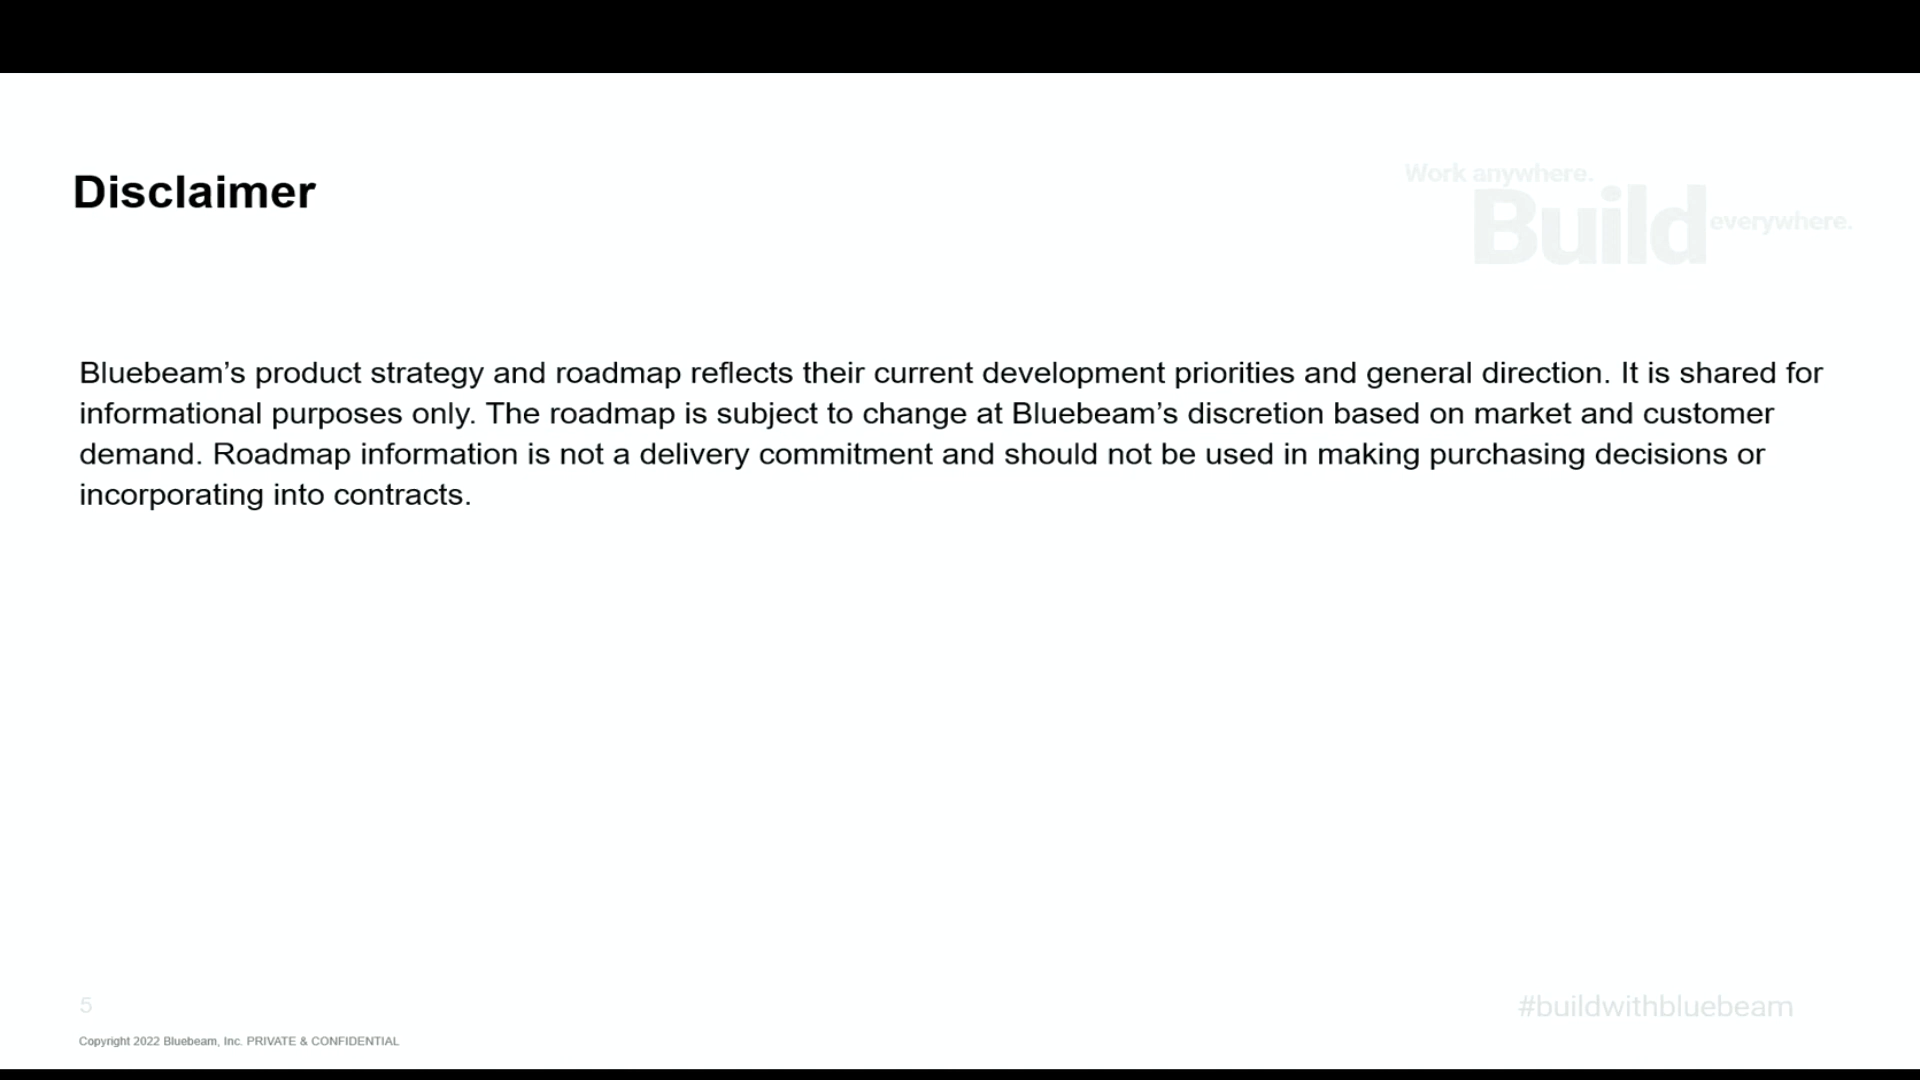 Disclaimer
Work anywhere.
Build everywhere.
Bluebeam’s product strategy and roadmap reflects their current development priorities and general direction. It is shared for
informational purposes only. The roadmap is subject to change at Bluebeam’s discretion based on market and customer
demand. Roadmap information is not a delivery commitment and should not be used in making purchasing decisions or
incorporating into contracts.
5
#buildwithbluebeam
Copyright 2022 Bluebeam, Inc. PRIVATE & CONFIDENTIAL